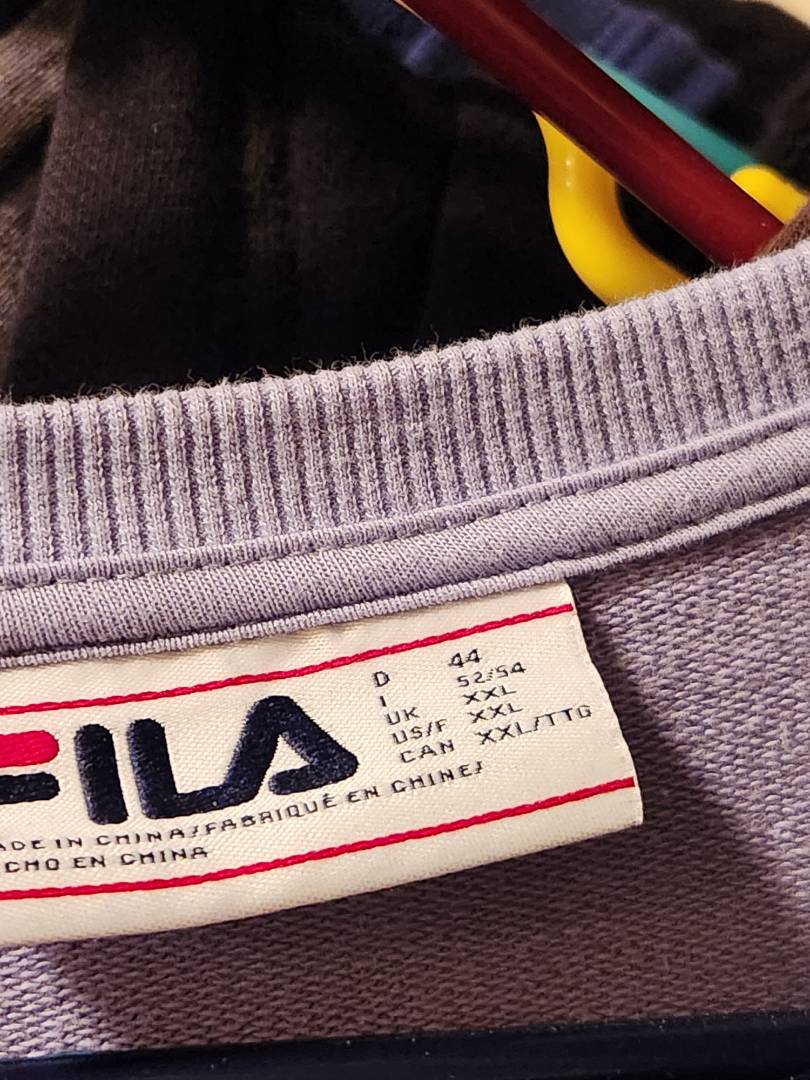 FILA
D 44
I 52/54
UK XXL
US/F XXL
CAN XXL/TTG
ADE IN CHINA/FABRIQUÉ EN CHINE/
CHO EN CHINA